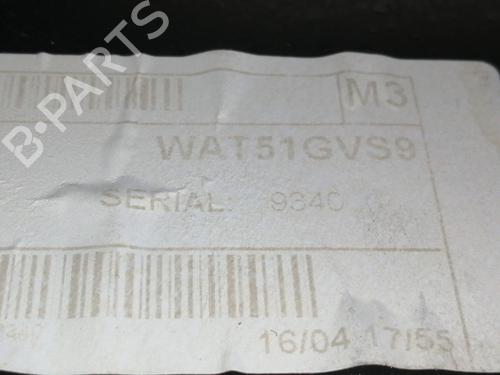 M3
B-PARTS
WAT51GVS9
SERIAL: 9340
16/04 17/55